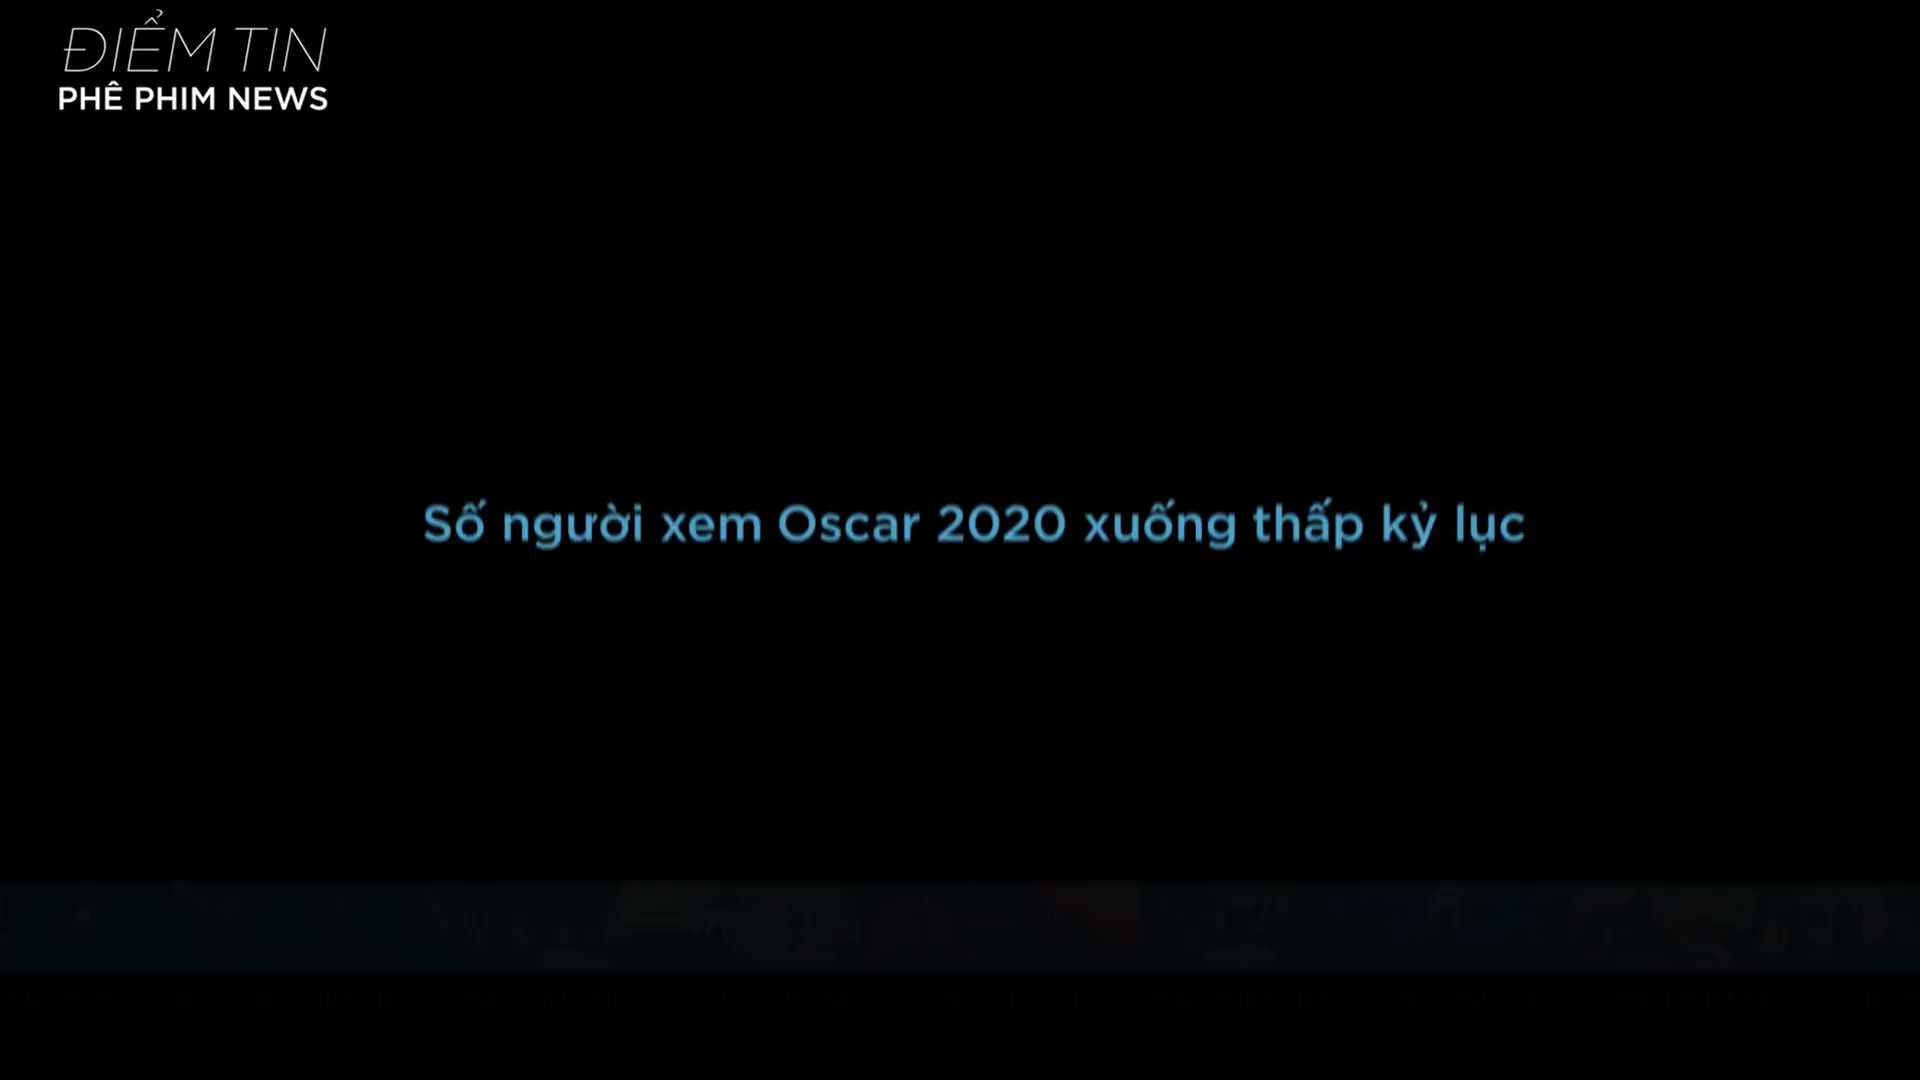 ĐIỂM TIN
PHÊ PHIM NEWS
Số người xem Oscar 2020 xuống thấp kỷ lục